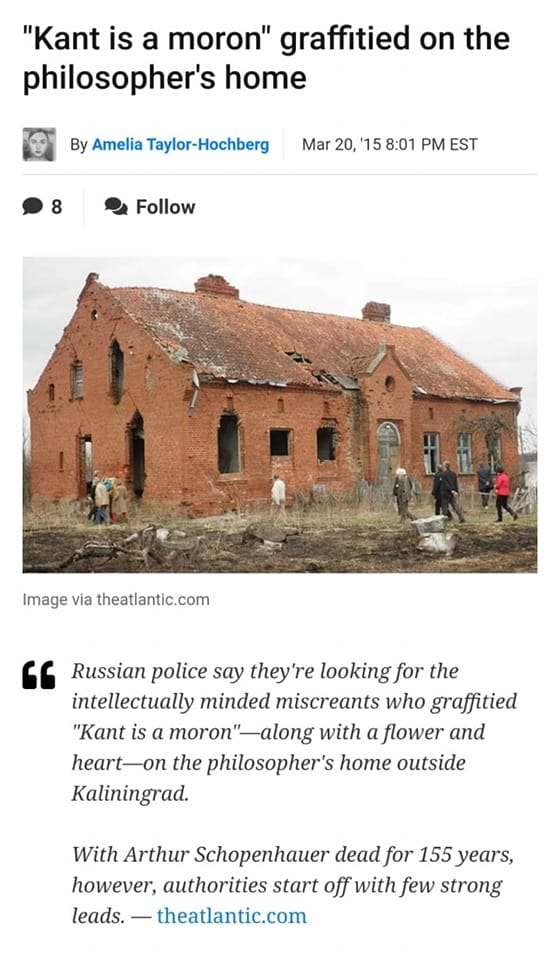 "Kant is a moron" graffitied on the
philosopher's home
By Amelia Taylor-Hochberg
Mar 20, '15 8:01 PM EST
8
Follow
Image via theatlantic.com
Russian police say they're looking for the
intellectually minded miscreants who graffitied
"Kant is a moron"—along with a flower and
heart—on the philosopher's home outside
Kaliningrad.
With Arthur Schopenhauer dead for 155 years,
however, authorities start off with few strong
leads. — theatlantic.com